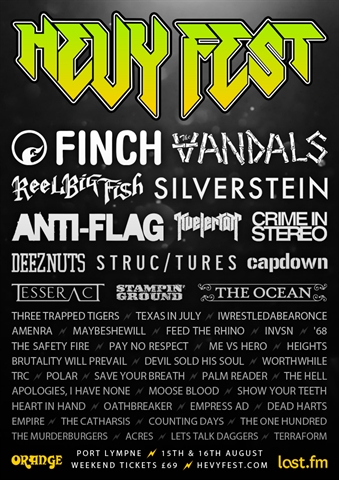 HEVY FEST
FINCH THE VANDALS
REEL BIG FISH SILVERSTEIN
ANTI-FLAG KVELERTAK CRIME IN STEREO
DEEZ NUTS STRUC/TURES capdown
TESSERACT STAMPIN' GROUND THE OCEAN
THREE TRAPPED TIGERS TEXAS IN JULY IWRESTLEDABEARONCE
AMENRA MAYBESHEWILL FEED THE RHINO INVSN '68
THE SAFETY FIRE PAY NO RESPECT ME VS HERO HEIGHTS
BRUTALITY WILL PREVAIL DEVIL SOLD HIS SOUL WORTHWHILE
TRC POLAR SAVE YOUR BREATH PALM READER THE HELL
APOLOGIES, I HAVE NONE MOOSE BLOOD SHOW YOUR TEETH
HEART IN HAND OATHBREAKER EMPRESS AD DEAD HARTS
EMPIRE THE CATHARSIS COUNTING DAYS THE ONE HUNDRED
THE MURDERBURGERS ACRES LETS TALK DAGGERS TERRAFORM
ORANGE PORT LYMPNE 15TH & 16TH AUGUST last.fm
WEEKEND TICKETS £69 HEVYFEST.COM